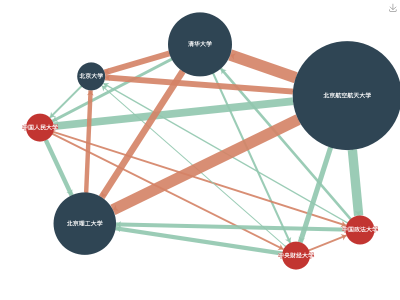 清华大学
北京大学
北京航空航天大学
中国人民大学
北京理工大学
中国政法大学
中央财经大学